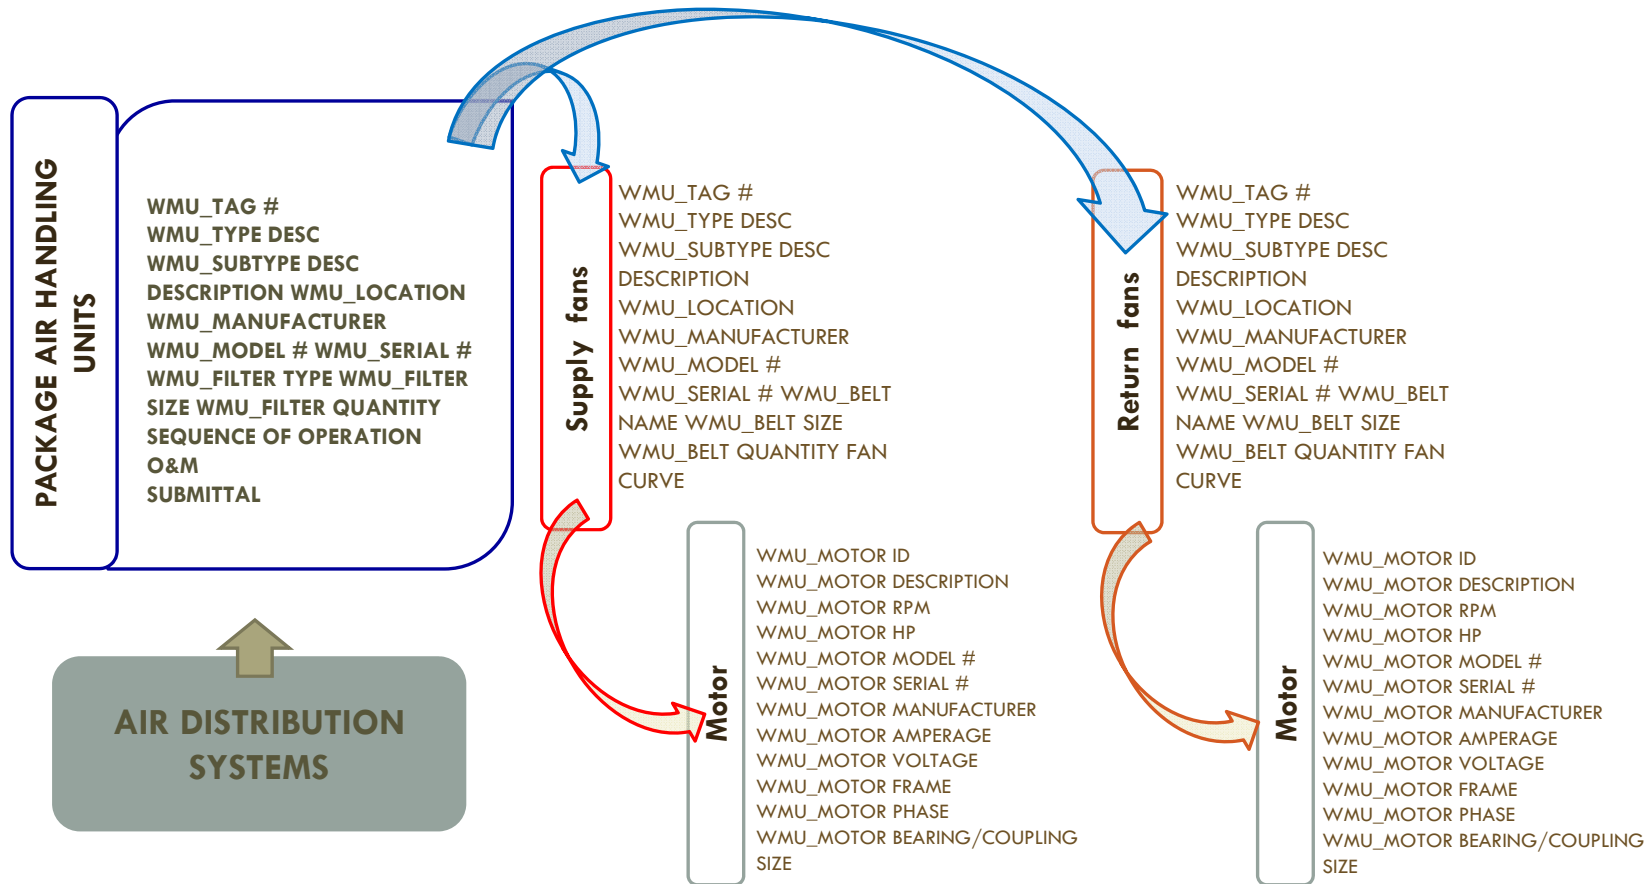 PACKAGE AIR HANDLING
UNITS
WMU_TAG #
WMU_TYPE DESC
WMU_SUBTYPE DESC
DESCRIPTION WMU_LOCATION
WMU_MANUFACTURER
WMU_MODEL # WMU_SERIAL #
WMU_FILTER TYPE WMU_FILTER
SIZE WMU_FILTER QUANTITY
SEQUENCE OF OPERATION
O&M
SUBMITTAL
AIR DISTRIBUTION
SYSTEMS
Supply fans
WMU_TAG #
WMU_TYPE DESC
WMU_SUBTYPE DESC
DESCRIPTION
WMU_LOCATION
WMU_MANUFACTURER
WMU_MODEL #
WMU_SERIAL # WMU_BELT
NAME WMU_BELT SIZE
WMU_BELT QUANTITY FAN
CURVE
Motor
WMU_MOTOR ID
WMU_MOTOR DESCRIPTION
WMU_MOTOR RPM
WMU_MOTOR HP
WMU_MOTOR MODEL #
WMU_MOTOR SERIAL #
WMU_MOTOR MANUFACTURER
WMU_MOTOR AMPERAGE
WMU_MOTOR VOLTAGE
WMU_MOTOR FRAME
WMU_MOTOR PHASE
WMU_MOTOR BEARING/COUPLING
SIZE
Return fans
WMU_TAG #
WMU_TYPE DESC
WMU_SUBTYPE DESC
DESCRIPTION
WMU_LOCATION
WMU_MANUFACTURER
WMU_MODEL #
WMU_SERIAL # WMU_BELT
NAME WMU_BELT SIZE
WMU_BELT QUANTITY FAN
CURVE
Motor
WMU_MOTOR ID
WMU_MOTOR DESCRIPTION
WMU_MOTOR RPM
WMU_MOTOR HP
WMU_MOTOR MODEL #
WMU_MOTOR SERIAL #
WMU_MOTOR MANUFACTURER
WMU_MOTOR AMPERAGE
WMU_MOTOR VOLTAGE
WMU_MOTOR FRAME
WMU_MOTOR PHASE
WMU_MOTOR BEARING/COUPLING
SIZE